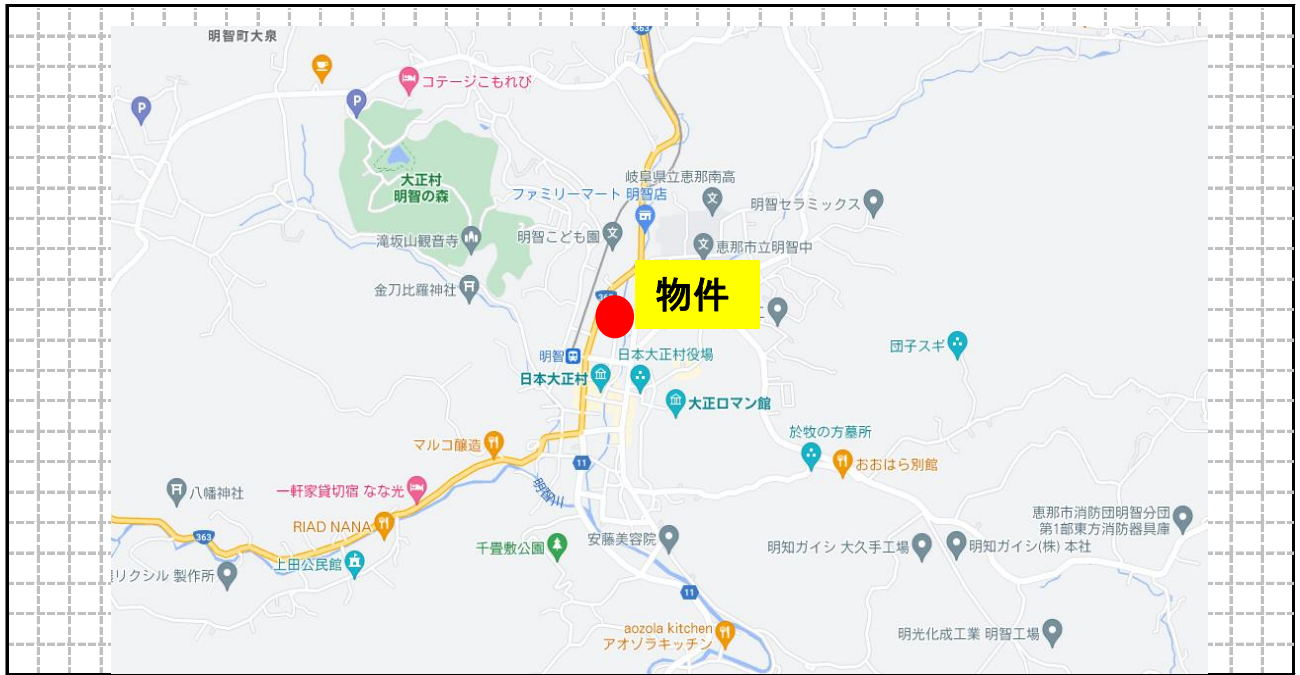 363
明智町大泉
コテージこもれび
P
P
大正村
明智の森
岐阜県立恵那南高
ファミリーマート 明智店
明智セラミックス
滝坂山観音寺
明智こども園
恵那市立明智中
金刀比羅神社
物件
団子スギ
明智
日本大正村役場
日本大正村
大正ロマン館
於牧の方墓所
マルコ醸造
おおはら別館
11
明智川
八幡神社
一軒家貸切宿 なな光
RIAD NANA
恵那市消防団明智分団
第1部東方消防器具庫
363
千畳敷公園
安藤美容院
明知ガイシ 大久手工場
明知ガイシ(株) 本社
上田公民館
リクシル 製作所
11
aozola kitchen
アオゾラキッチン
明光化成工業 明智工場